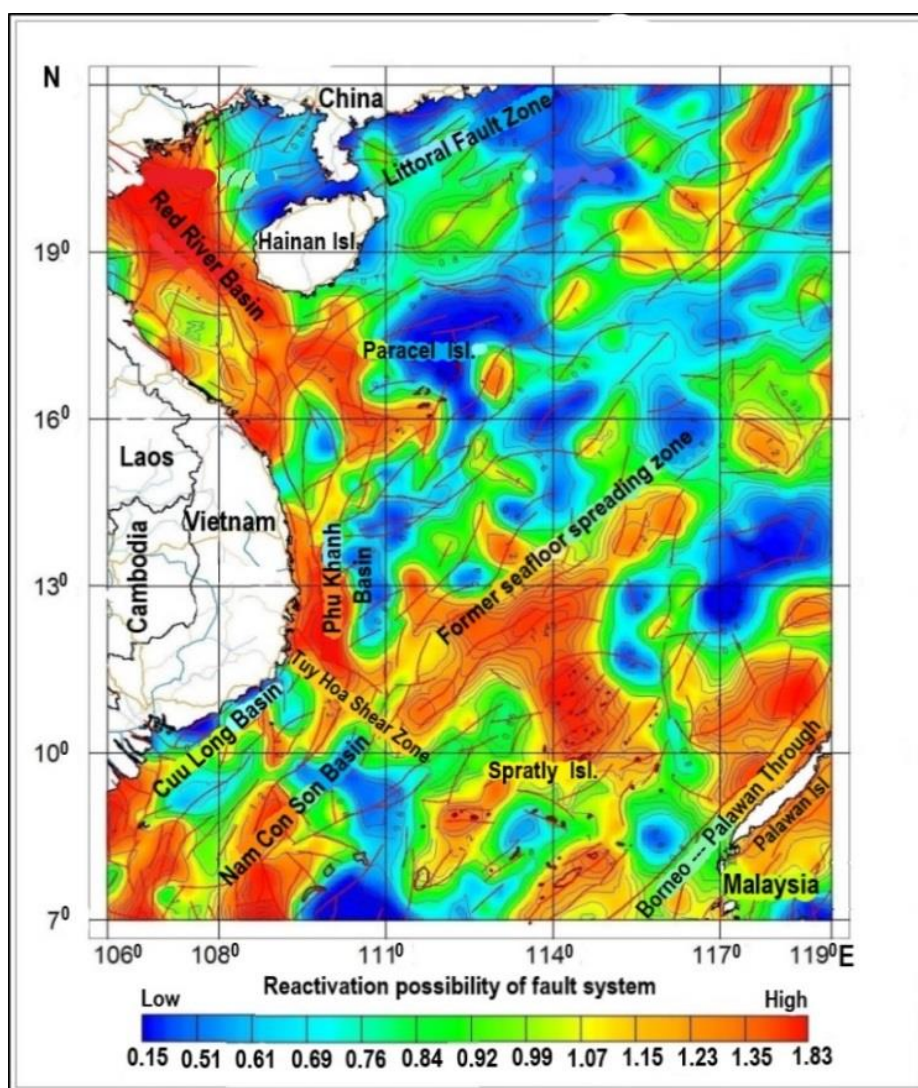 N
China
Littoral Fault Zone
Red River Basin
Hainan Isl.
19⁰
Paracel Isl.
16⁰
Laos
Vietnam
Cambodia
Former seafloor spreading zone
Phu Khanh
Basin
13⁰
Tuy Hoa Shear Zone
Cuu Long Basin
10⁰
Nam Con Son Basin
Spratly Isl.
Borneo --- Palawan Through
Palawan Isl
Malaysia
7⁰
106⁰ 108⁰ 111⁰ 114⁰ 117⁰ 119⁰E
Reactivation possibility of fault system
Low High
0.15 0.51 0.61 0.69 0.76 0.84 0.92 0.99 1.07 1.15 1.23 1.35 1.83